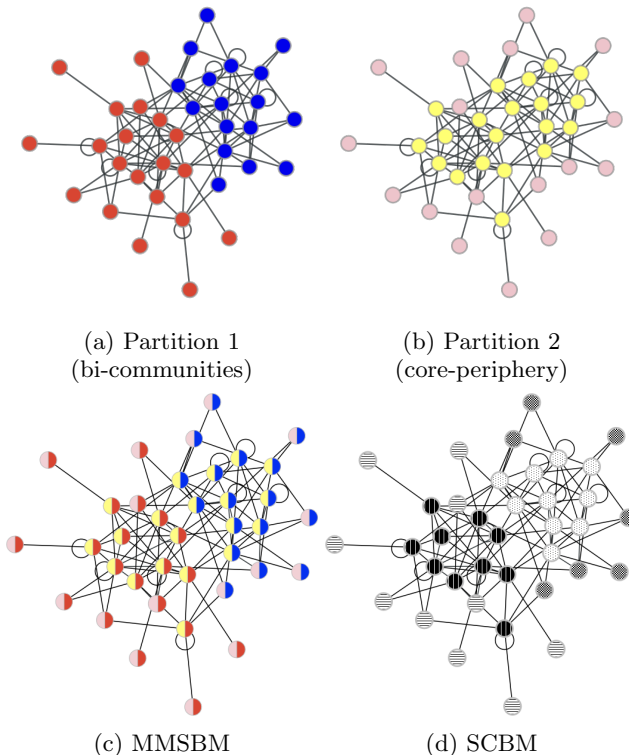 (a) Partition 1
(bi-communities)
(b) Partition 2
(core-periphery)
(c) MMSBM
(d) SCBM